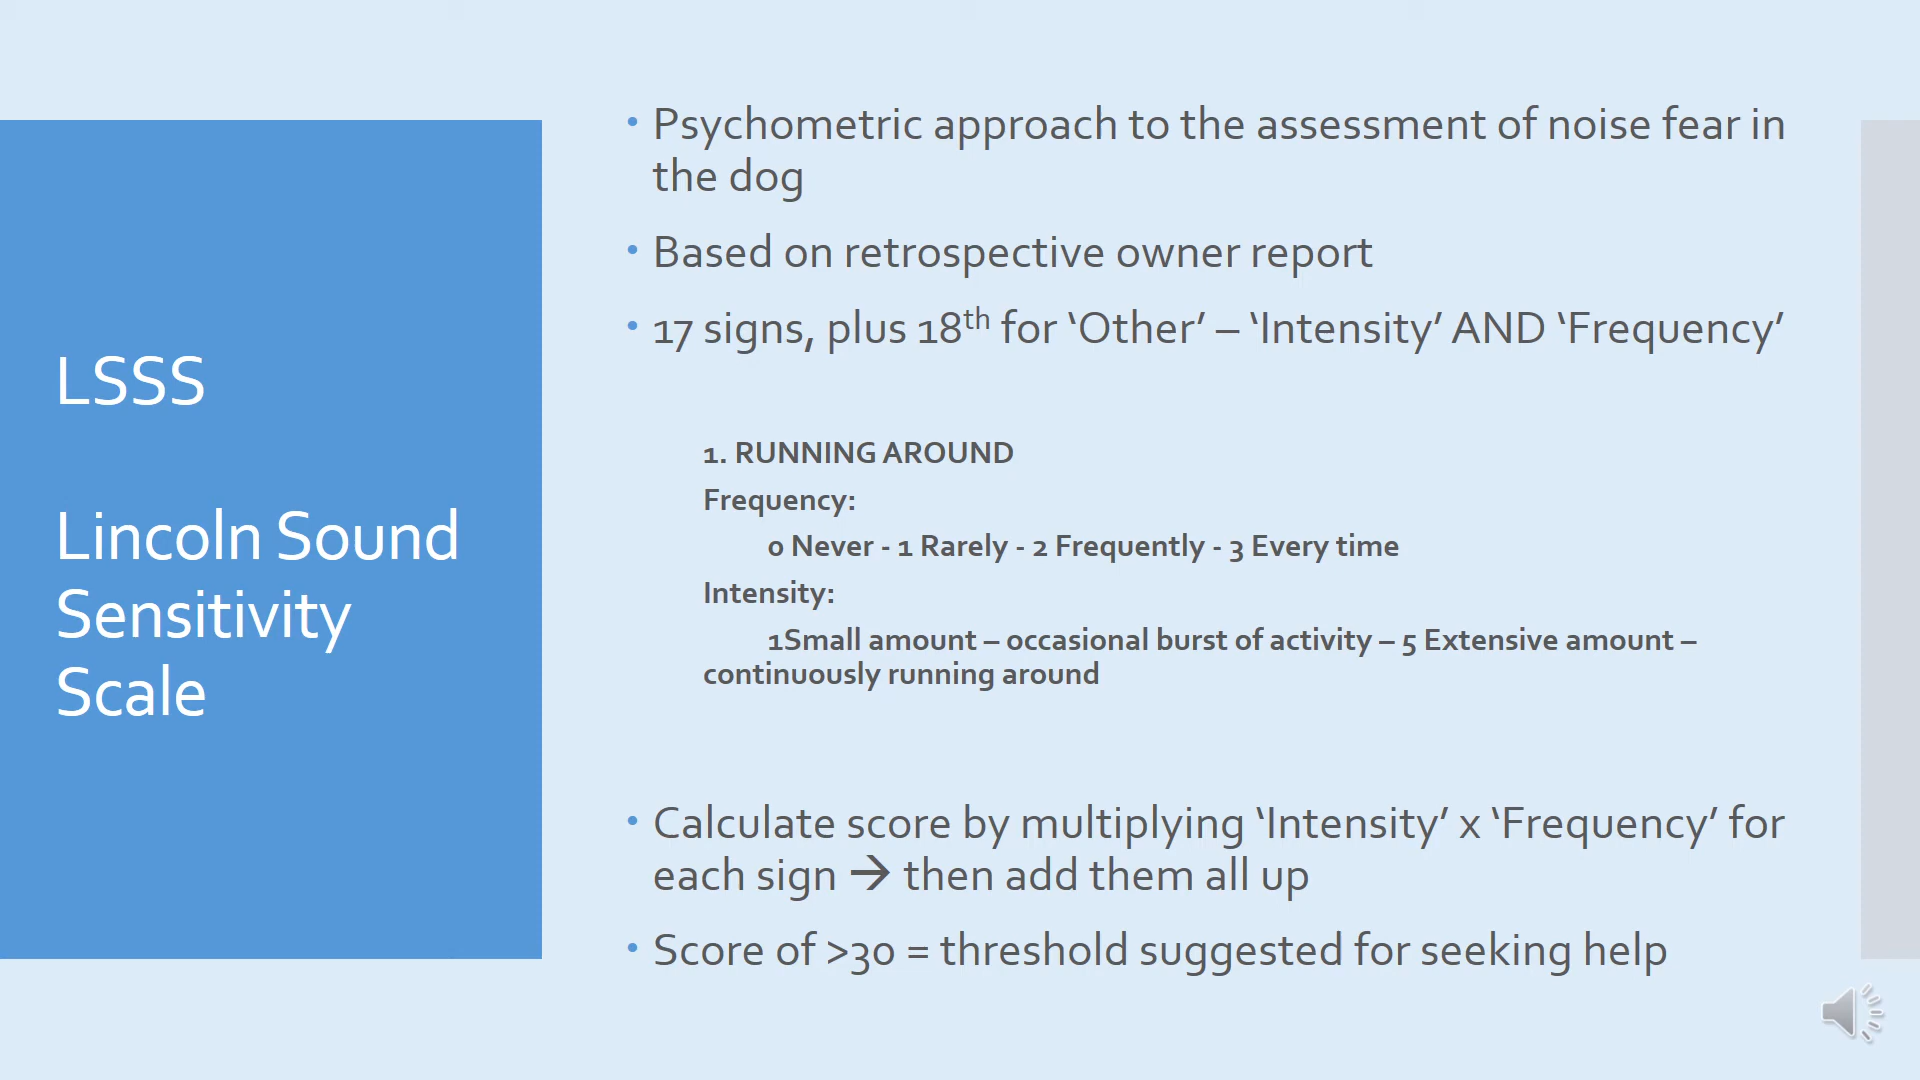 LSSS
Lincoln Sound
Sensitivity
Scale
• Psychometric approach to the assessment of noise fear in
the dog
• Based on retrospective owner report
• 17 signs, plus 18th for ‘Other’ – ‘Intensity’ AND ‘Frequency’
1. RUNNING AROUND
Frequency:
0 Never - 1 Rarely - 2 Frequently - 3 Every time
Intensity:
1Small amount – occasional burst of activity – 5 Extensive amount –
continuously running around
• Calculate score by multiplying ‘Intensity’ x ‘Frequency’ for
each sign → then add them all up
• Score of >30 = threshold suggested for seeking help